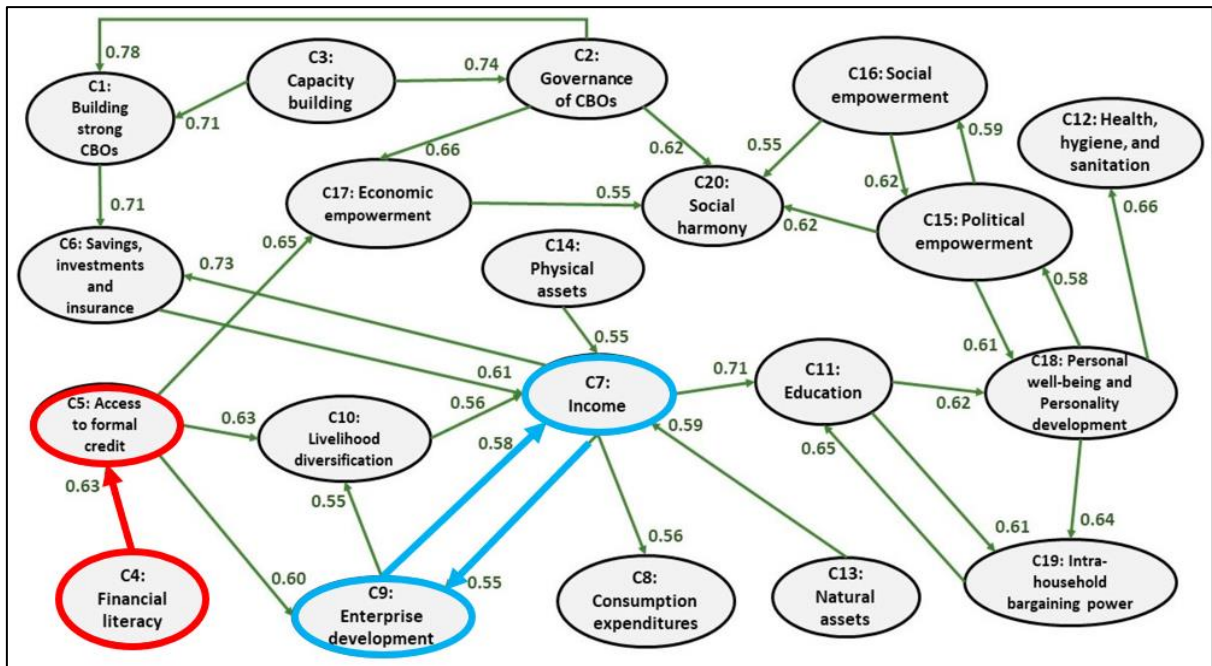 0.78
C3:
Capacity
building
0.74
C2:
Governance
of CBOs
C16: Social
empowerment
C1:
Building
strong
CBOs
0.71
0.66
0.62
0.55
0.59
C12: Health,
hygiene, and
sanitation
0.71
C17: Economic
empowerment
0.55
C20:
Social
harmony
0.62
0.62
C15: Political
empowerment
0.66
C6: Savings,
investments
and
insurance
0.65
0.73
C14:
Physical
assets
0.58
0.55
0.61
0.61
C7:
Income
0.71
C11:
Education
0.62
C18: Personal
well-being and
Personality
development
C5: Access
to formal
credit
0.63
C10:
Livelihood
diversification
0.56
0.58
0.59
0.65
0.63
0.55
0.61
0.64
C4:
Financial
literacy
0.60
C9:
Enterprise
development
0.55
0.56
C8:
Consumption
expenditures
C13:
Natural
assets
C19: Intra-
household
bargaining power